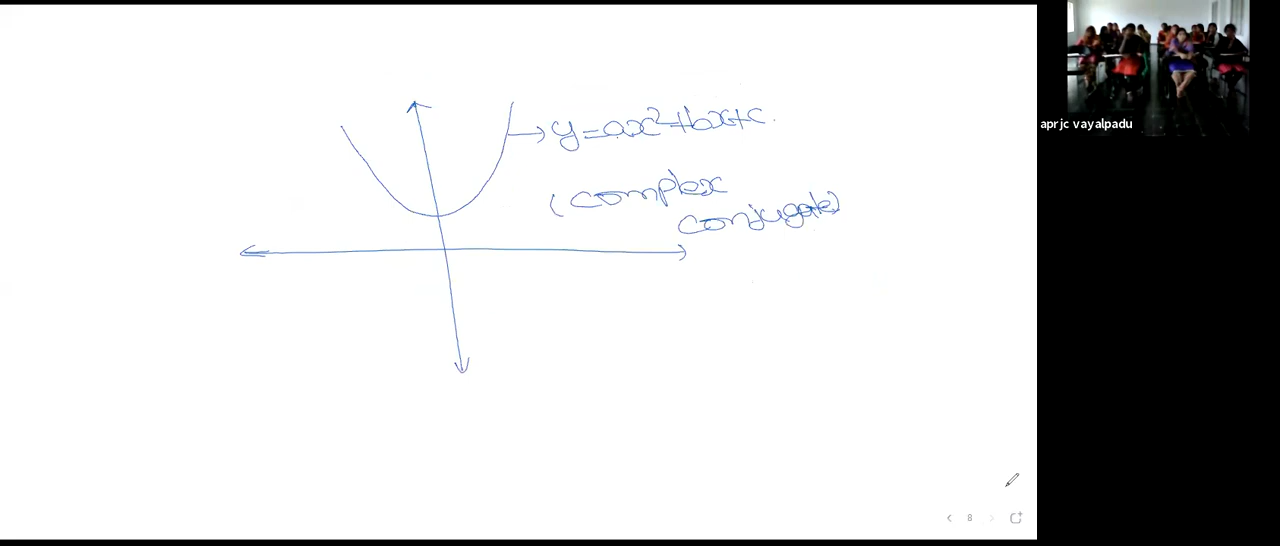 y=ax²+bx+c.
(complex
conjugate)
aprjc vayalpadu
8